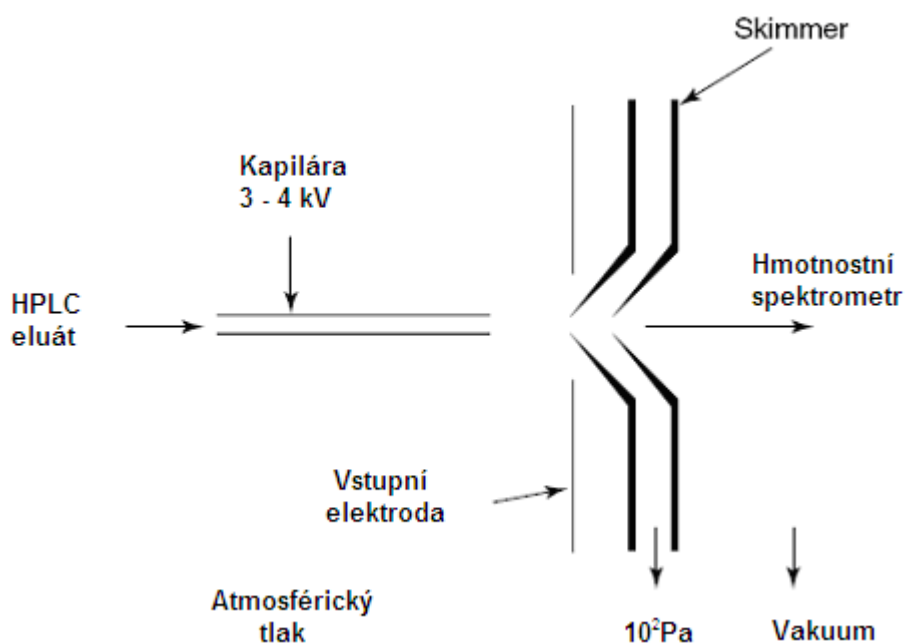 Skimmer
Kapilára
3 - 4 kV
HPLC
eluát
Hmotnostní
spektrometr
Vstupní
elektroda
Atmosférický
tlak
10²Pa
Vakuum